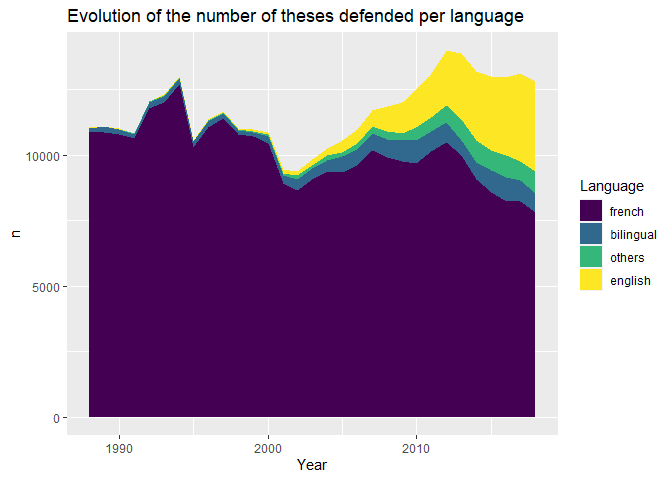 Evolution of the number of theses defended per language
n
10000
5000
0
1990
2000
2010
Year
Language
french
bilingual
others
english